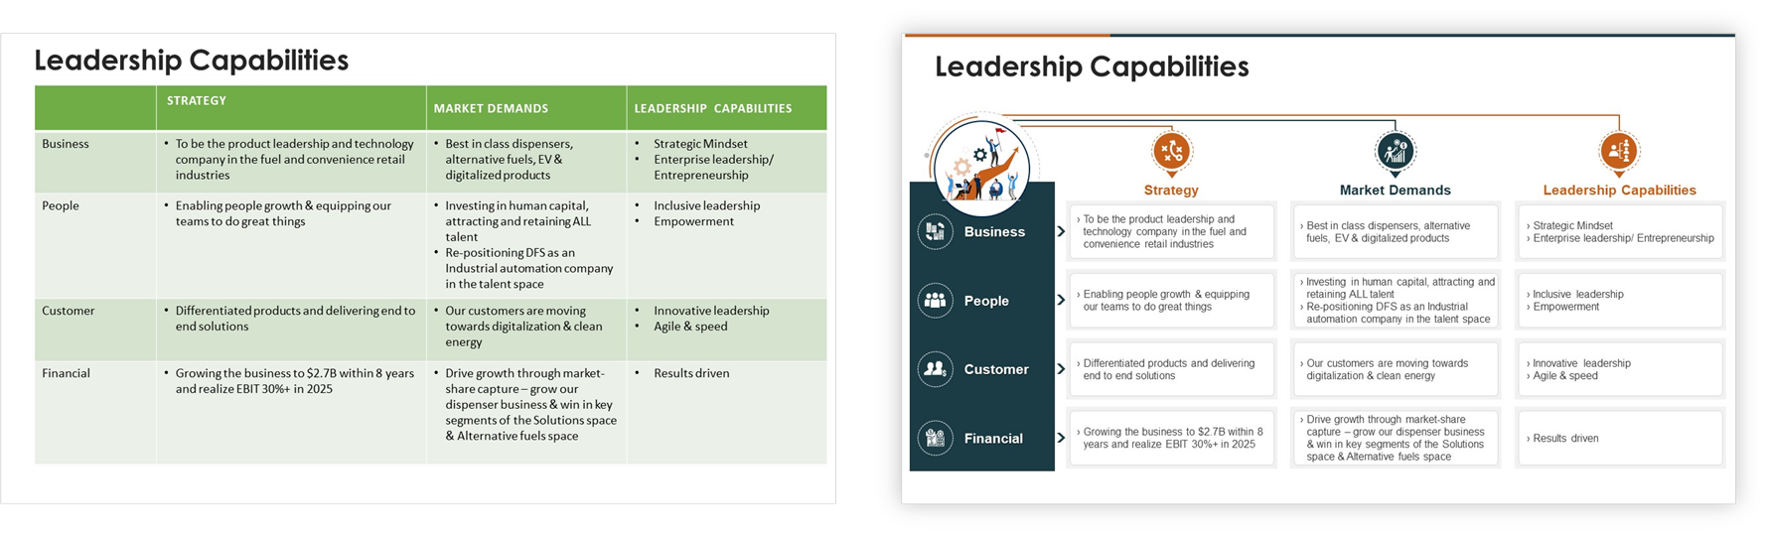 Leadership Capabilities
STRATEGY
MARKET DEMANDS
LEADERSHIP CAPABILITIES
Business
• To be the product leadership and technology
company in the fuel and convenience retail
industries
• Best in class dispensers,
alternative fuels, EV &
digitalized products
• Strategic Mindset
• Enterprise leadership/
Entrepreneurship
People
• Enabling people growth & equipping our
teams to do great things
• Investing in human capital,
attracting and retaining ALL
talent
• Re-positioning DFS as an
Industrial automation company
in the talent space
• Inclusive leadership
• Empowerment
Customer
• Differentiated products and delivering end to
end solutions
• Our customers are moving
towards digitalization & clean
energy
• Innovative leadership
• Agile & speed
Financial
• Growing the business to $2.7B within 8 years
and realize EBIT 30%+ in 2025
• Drive growth through market-
share capture – grow our
dispenser business & win in key
segments of the Solutions space
& Alternative fuels space
• Results driven
Leadership Capabilities
Strategy
Market Demands
Leadership Capabilities
Business
› To be the product leadership and
technology company in the fuel and
convenience retail industries
› Best in class dispensers, alternative
fuels, EV & digitalized products
› Strategic Mindset
› Enterprise leadership/ Entrepreneurship
People
› Enabling people growth & equipping
our teams to do great things
› Investing in human capital, attracting and
retaining ALL talent
› Re-positioning DFS as an Industrial
automation company in the talent space
› Inclusive leadership
› Empowerment
Customer
› Differentiated products and delivering
end to end solutions
› Our customers are moving towards
digitalization & clean energy
› Innovative leadership
› Agile & speed
Financial
› Growing the business to $2.7B within 8
years and realize EBIT 30%+ in 2025
› Drive growth through market-share
capture – grow our dispenser business
& win in key segments of the Solutions
space & Alternative fuels space
› Results driven